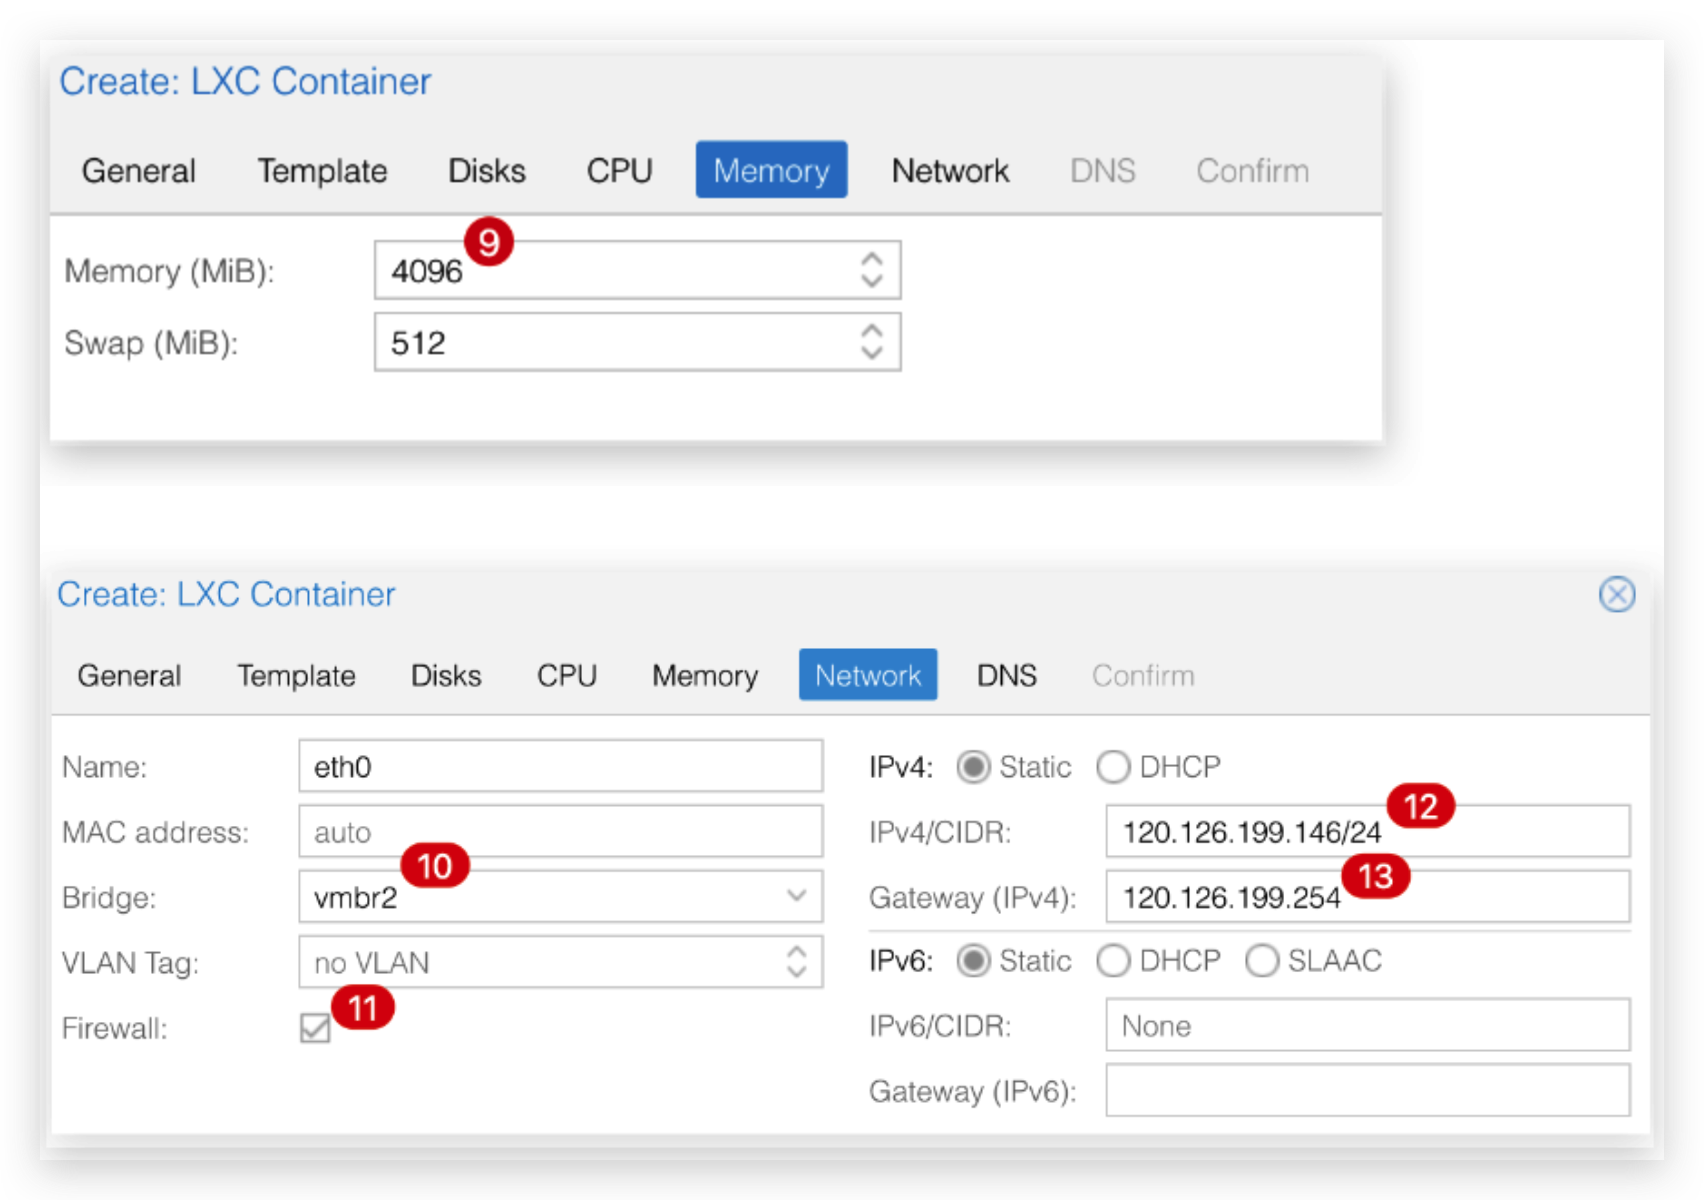 Create: LXC Container
General Template Disks CPU Memory Network DNS Confirm
9
Memory (MiB): 4096
Swap (MiB): 512
Create: LXC Container
General Template Disks CPU Memory Network DNS Confirm
Name: eth0
MAC address: auto
10
Bridge: vmbr2
VLAN Tag: no VLAN
11
Firewall:
IPv4: Static DHCP
12
IPv4/CIDR: 120.126.199.146/24
13
Gateway (IPv4): 120.126.199.254
IPv6: Static DHCP SLAAC
IPv6/CIDR: None
Gateway (IPv6):